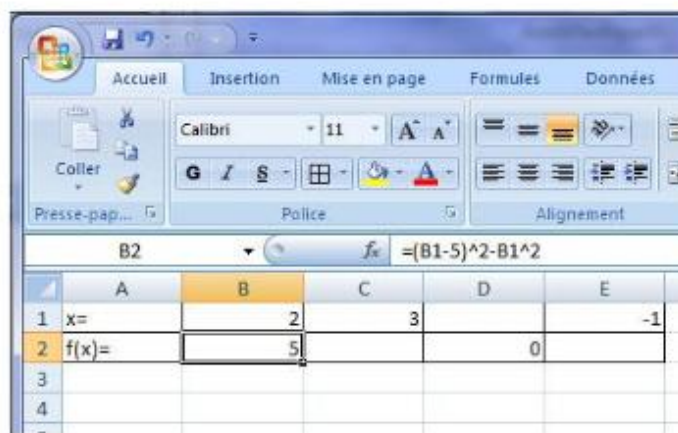 Accueil Insertion Mise en page Formules Données
Calibri 11 A A
Coller
G I S A
Presse-pap... Police Alignement
B2 fx =(B1-5)^2-B1^2
A B C D E
1 x= 2 3 -1
2 f(x)= 5 0
3
4